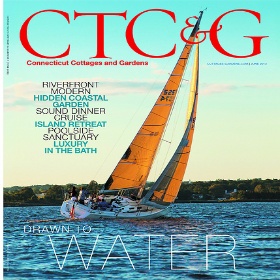 CTC&G
Connecticut Cottages and Gardens
RIVERFRONT
MODERN
HIDDEN COASTAL
GARDEN
SOUND DINNER
CRUISE
ISLAND RETREAT
POOLSIDE
SANCTUARY
LUXURY
IN THE BATH
DRAWN TO
WATER